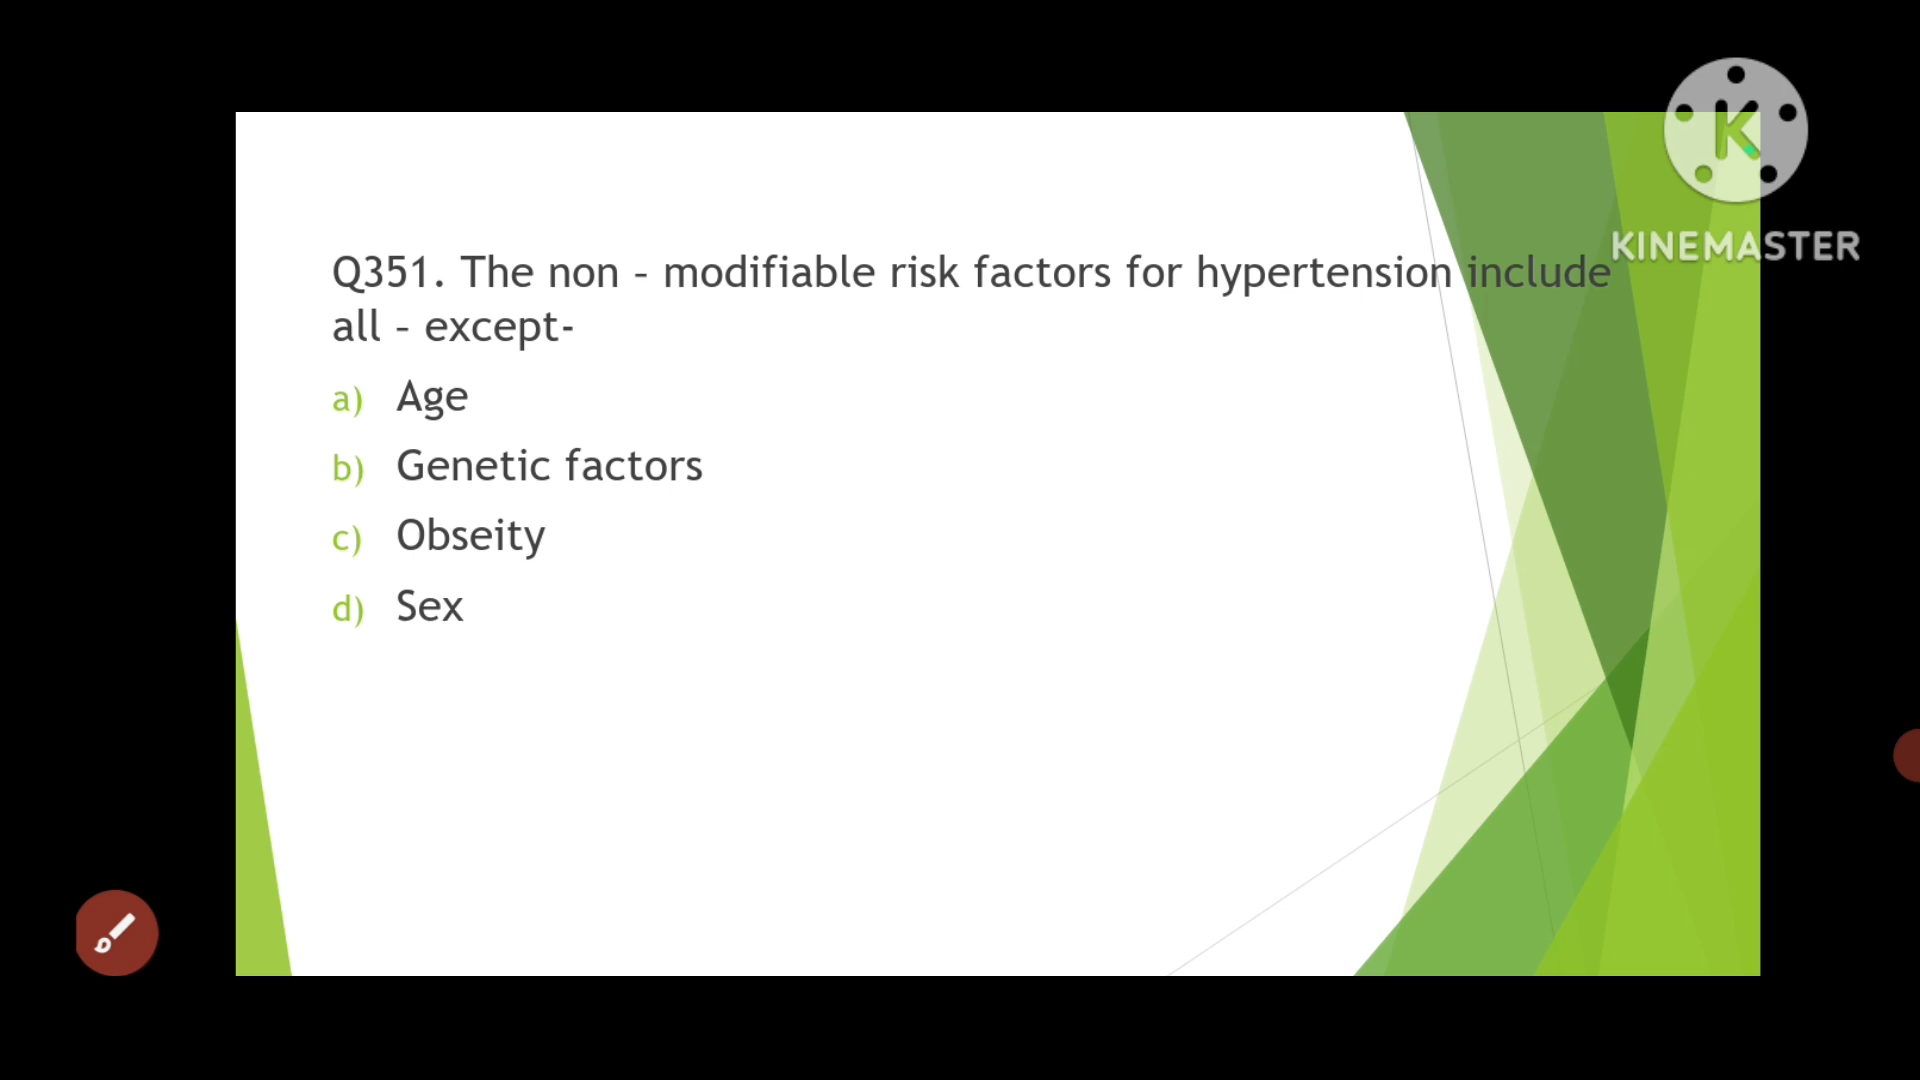 KINEMASTER
Q351. The non – modifiable risk factors for hypertension include
all – except-
a) Age
b) Genetic factors
c) Obseity
d) Sex